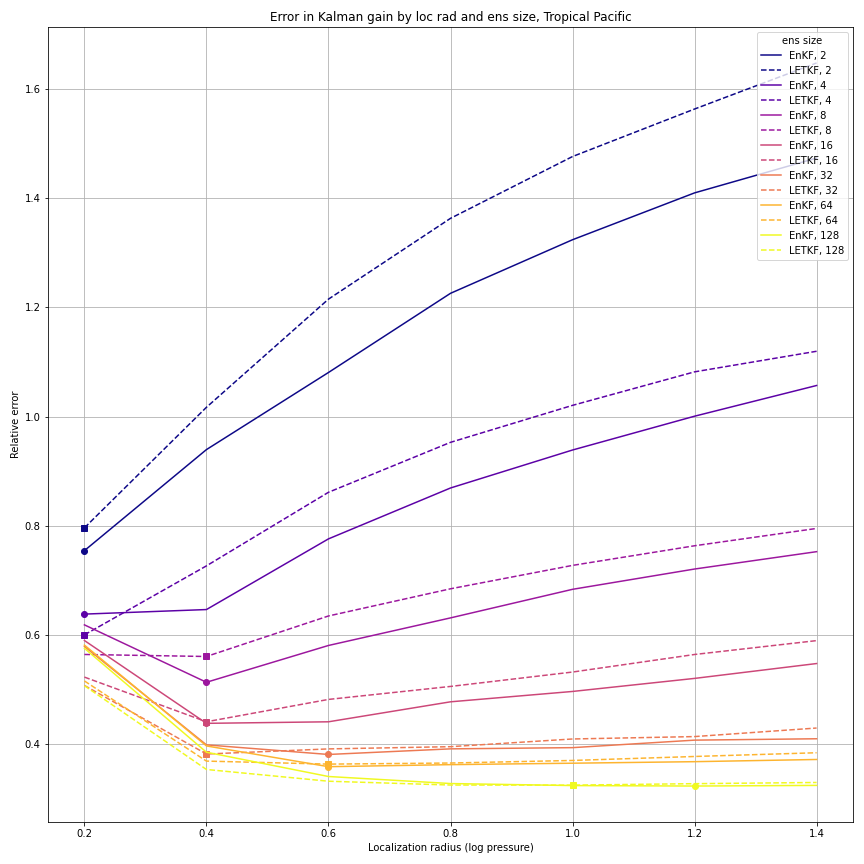 Error in Kalman gain by loc rad and ens size, Tropical Pacific
ens size
EnKF, 2
LETKF, 2
EnKF, 4
LETKF, 4
EnKF, 8
LETKF, 8
EnKF, 16
LETKF, 16
EnKF, 32
LETKF, 32
EnKF, 64
LETKF, 64
EnKF, 128
LETKF, 128
1.6
1.4
1.2
1.0
0.8
0.6
0.4
Relative error
0.2 0.4 0.6 0.8 1.0 1.2 1.4
Localization radius (log pressure)